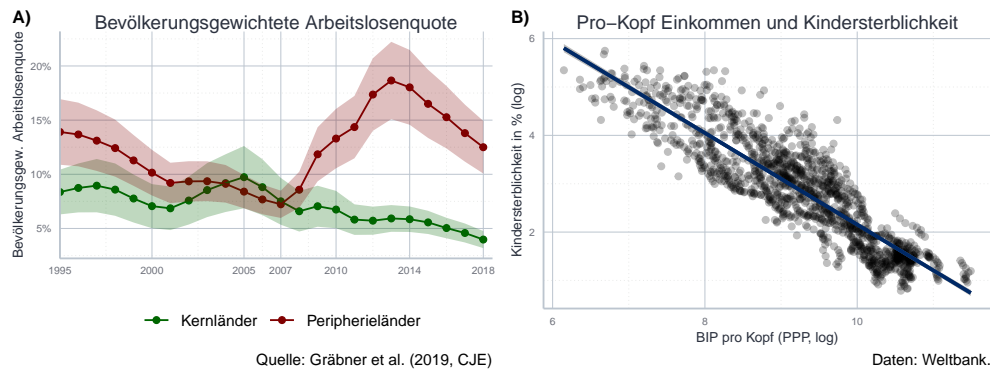 A)
Bevölkerungsgewichtete Arbeitslosenquote
Bevölkerungsgew. Arbeitslosenquote
20%
15%
10%
5%
1995 2000 2005 2007 2010 2014 2018
Kernländer Peripherieländer
Quelle: Gräbner et al. (2019, CJE)
B)
Pro−Kopf Einkommen und Kindersterblichkeit
Kindersterblichkeit in % (log)
6
4
2
6 8 10
BIP pro Kopf (PPP, log)
Daten: Weltbank.